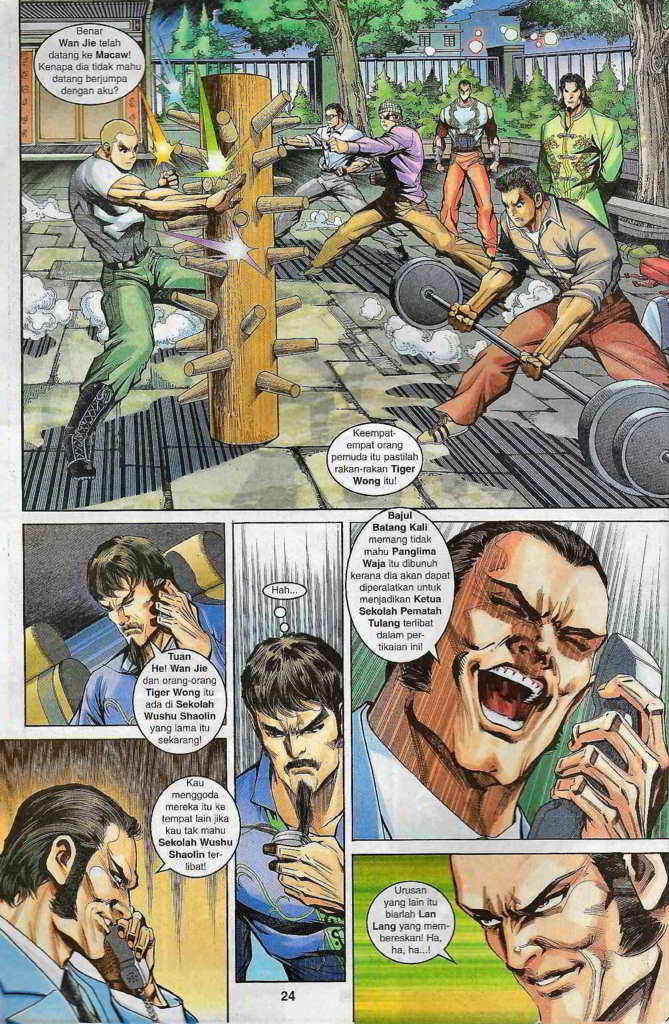 Benar
Wan Jie telah
datang ke Macaw!
Kenapa dia tidak mahu
datang berjumpa
dengan aku?
Keempat-
empat orang
pemuda itu pastilah
rakan-rakan Tiger
Wong itu!
Tuan
He! Wan Jie
dan orang-orang
Tiger Wong itu
ada di Sekolah
Wushu Shaolin
yang lama itu
sekarang!
Hah...
Bajul
Batang Kali
memang tidak
mahu Panglima
Waja itu dibunuh
kerana dia akan dapat
diperalatkan untuk
menjadikan Ketua
Sekolah Pematah
Tulang terlibat
dalam per-
tikaian ini!
Kau
menggoda
mereka itu ke
tempat lain jika
kau tak mahu
Sekolah Wushu
Shaolin ter-
libat!
Urusan
yang lain itu
biarlah Lan
Lang yang mem-
bereskan! Ha,
ha, ha...!
24